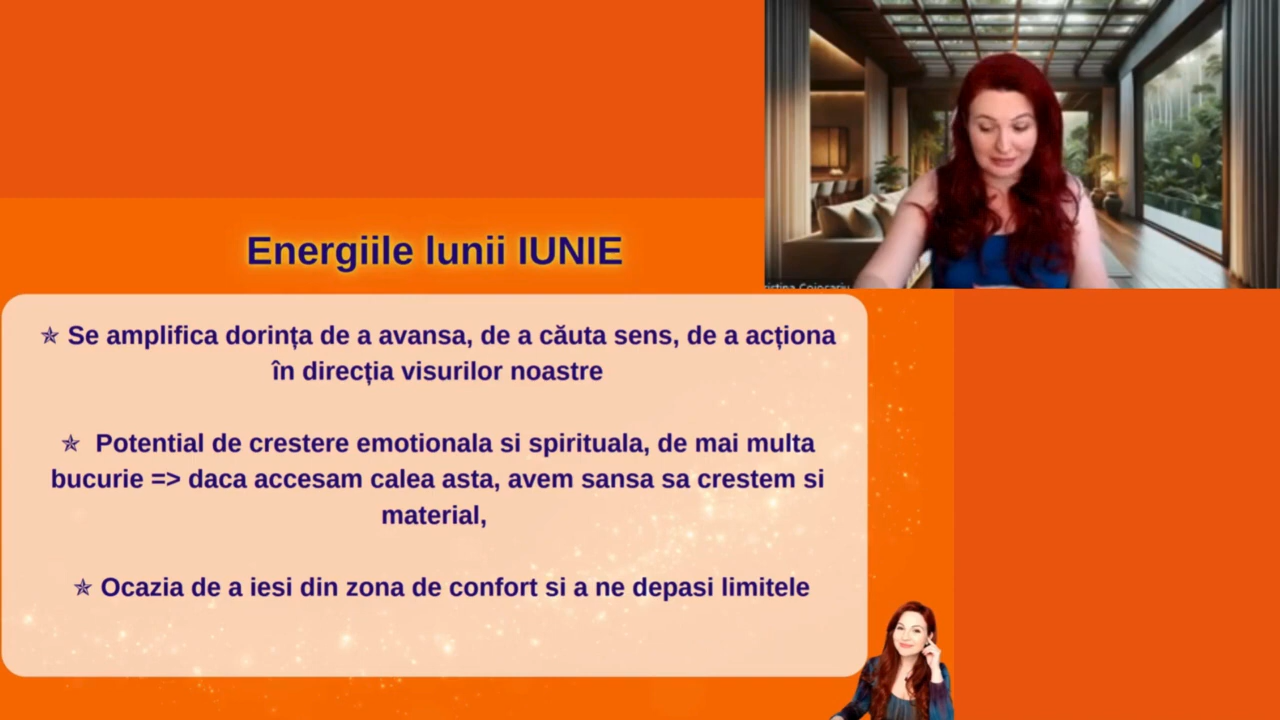 Energiile lunii IUNIE
✯ Se amplifica dorința de a avansa, de a căuta sens, de a acționa
în direcția visurilor noastre
✯ Potential de crestere emotionala si spirituala, de mai multa
bucurie => daca accesam calea asta, avem sansa sa crestem si
material,
✯ Ocazia de a iesi din zona de confort si a ne depasi limitele